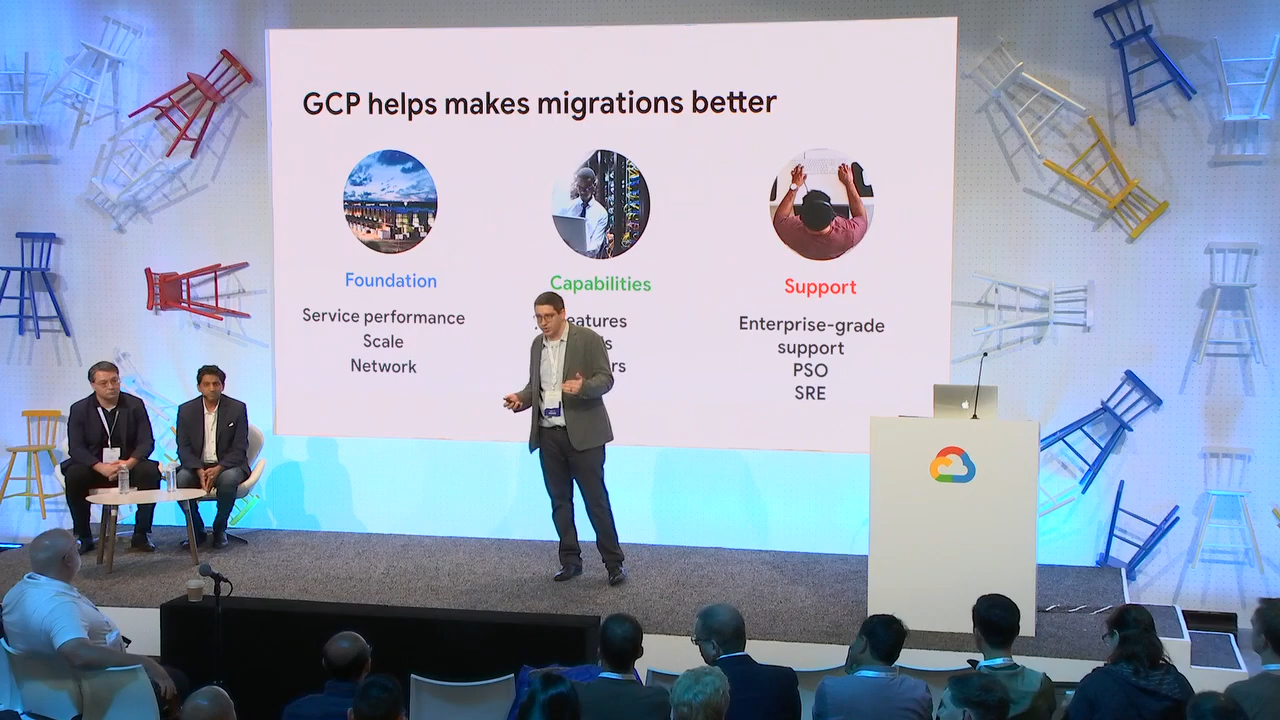 GCP helps makes migrations better
Foundation
Service performance
Scale
Network
Capabilities
Support
Enterprise-grade
support
PSO
SRE